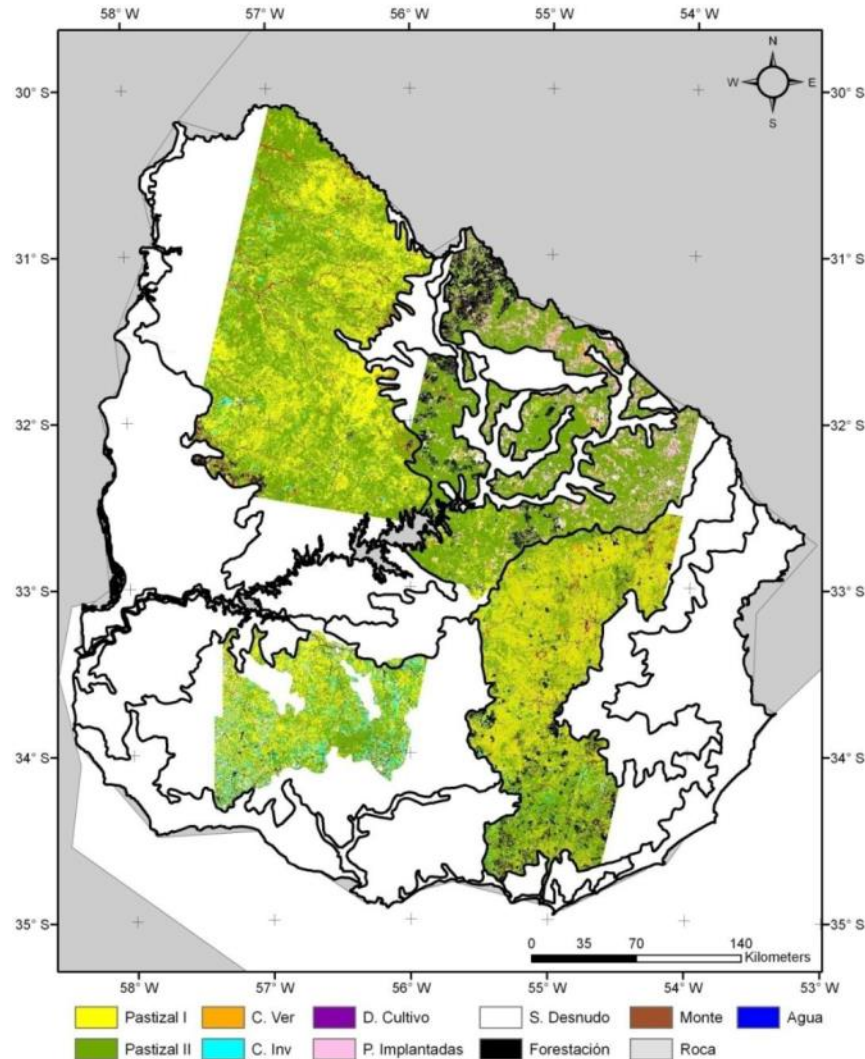 58° W 57° W 56° W 55° W 54° W
N
W E
S
30° S 30° S
31° S 31° S
32° S 32° S
33° S 33° S
34° S 34° S
35° S 35° S
0 35 70 140
Kilometers
58° W 57° W 56° W 55° W 54° W 53° W
Pastizal I C. Ver D. Cultivo S. Desnudo Monte Agua
Pastizal II C. Inv P. Implantadas Forestación Roca